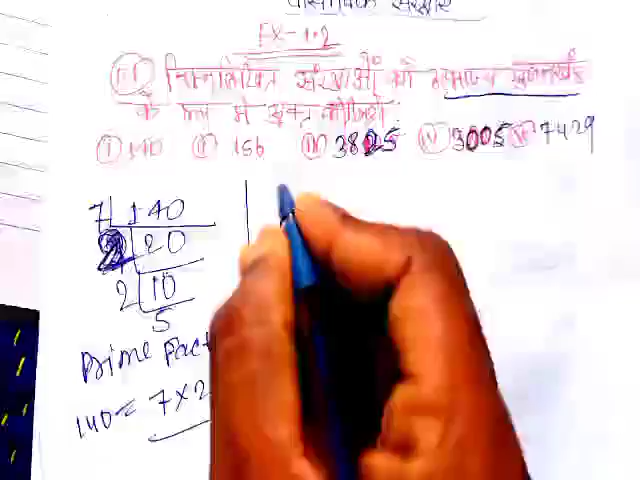 वास्तविक संख्याएँ
EX-1.2
निम्नलिखित संख्याओं को अभाज्य गुणनखंड
के रूप में व्यक्त कीजिये:
(i) 140 (ii) 156 (iii) 3825 (iv) 5005 (v) 7429
7 140
2 20
2 10
5
Prime Fact
140 = 7 × 2